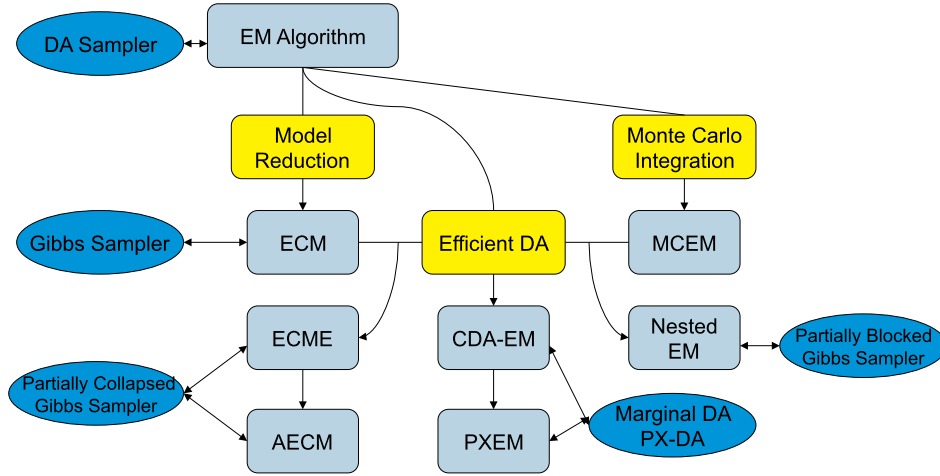 DA Sampler
EM Algorithm
Model
Reduction
Monte Carlo
Integration
Gibbs Sampler
ECM
Efficient DA
MCEM
ECME
CDA-EM
Nested
EM
Partially Blocked
Gibbs Sampler
Partially Collapsed
Gibbs Sampler
AECM
PXEM
Marginal DA
PX-DA